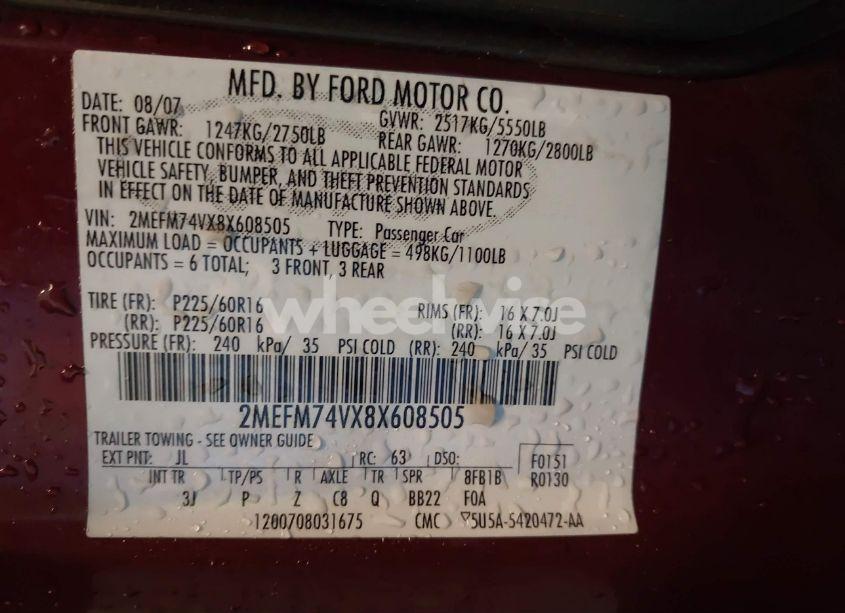 MFD. BY FORD MOTOR CO.
DATE: 08/07 GVWR: 2517KG/5550LB
FRONT GAWR: 1247KG/2750LB REAR GAWR: 1270KG/2800LB
THIS VEHICLE CONFORMS TO ALL APPLICABLE FEDERAL MOTOR
VEHICLE SAFETY, BUMPER, AND THEFT PREVENTION STANDARDS
IN EFFECT ON THE DATE OF MANUFACTURE SHOWN ABOVE.
VIN: 2MEFM74VX8X608505 TYPE: Passenger Car
MAXIMUM LOAD = OCCUPANTS + LUGGAGE = 498KG/1100LB
OCCUPANTS = 6 TOTAL; 3 FRONT, 3 REAR
wheelwise
TIRE (FR): P225/60R16 RIMS (FR): 16 X 7.0J
(RR): P225/60R16 (RR): 16 X 7.0J
PRESSURE (FR): 240 kPa/ 35 PSI COLD (RR): 240 kPa/ 35 PSI COLD
2MEFM74VX8X608505
TRAILER TOWING - SEE OWNER GUIDE
EXT PNT: JL RC: 63 DSO: F0151
INT TR TP/PS R AXLE TR SPR 8FB1B R0130
3J P Z C8 Q BB22 F0A
1200708031675 CMC 5U5A-5420472-AA